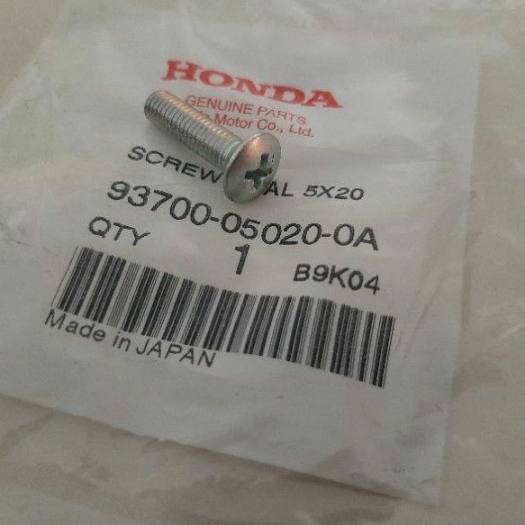 HONDA
GENUINE PARTS
Motor Co., Ltd.
SCREW AL 5X20
93700-05020-0A
QTY 1 B9K04
Made in JAPAN